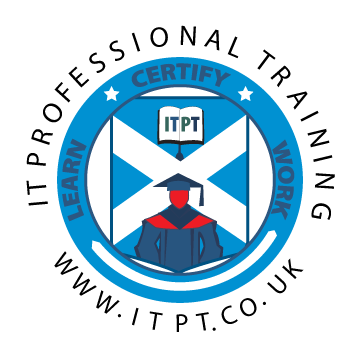 IT PROFESSIONAL TRAINING
LEARN
CERTIFY
WORK
ITPT
WWW.ITPT.CO.UK